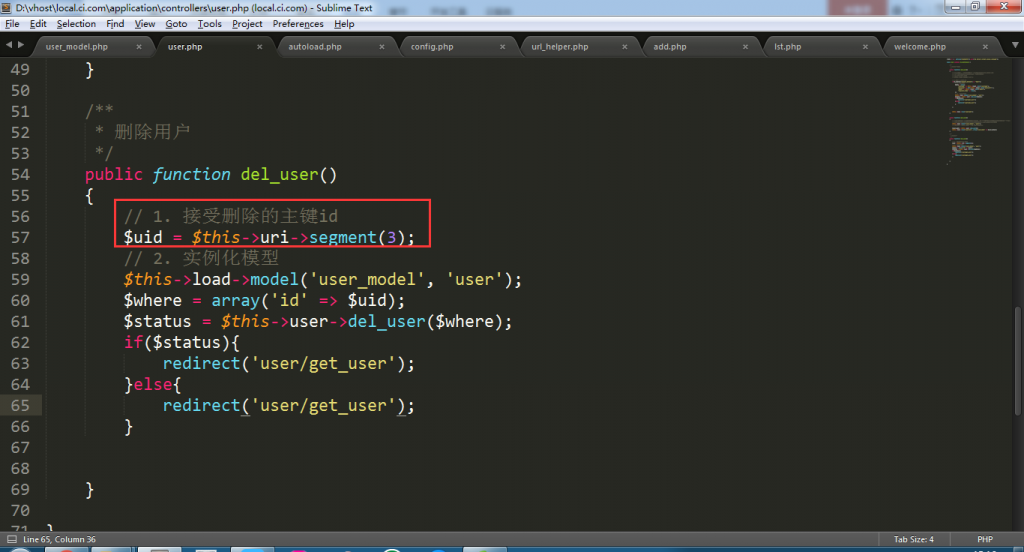 D:\vhost\local.ci.com\application\controllers\user.php (local.ci.com) - Sublime Text
File Edit Selection Find View Goto Tools Project Preferences Help
user_model.php × user.php × autoload.php × config.php × url_helper.php × add.php × lst.php × welcome.php ×
49 }
50
51 /**
52 * 删除用户
53 */
54 public function del_user()
55 {
56 // 1. 接受删除的主键id
57 $uid = $this->uri->segment(3);
58 // 2. 实例化模型
59 $this->load->model('user_model', 'user');
60 $where = array('id' => $uid);
61 $status = $this->user->del_user($where);
62 if($status){
63 redirect('user/get_user');
64 }else{
65 redirect('user/get_user');
66 }
67
68
69 }
70
71 }
Line 65, Column 36 Tab Size: 4 PHP